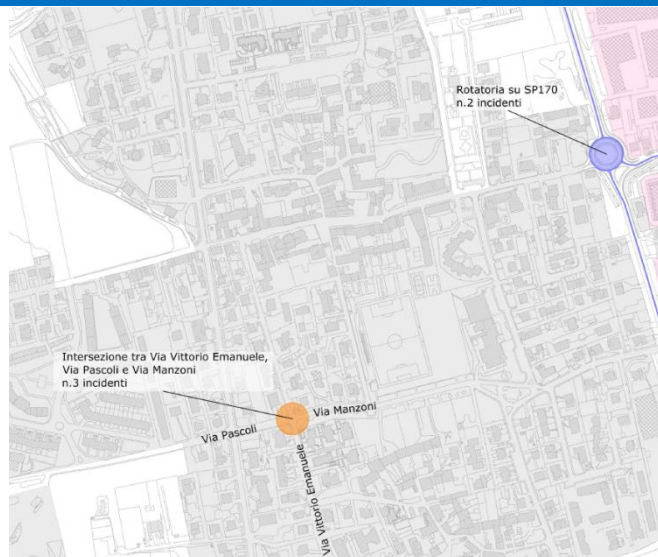 Rotatoria su SP170
n.2 incidenti
Intersezione tra Via Vittorio Emanuele,
Via Pascoli e Via Manzoni
n.3 incidenti
Via Manzoni
Via Pascoli
Via Vittorio Emanuele